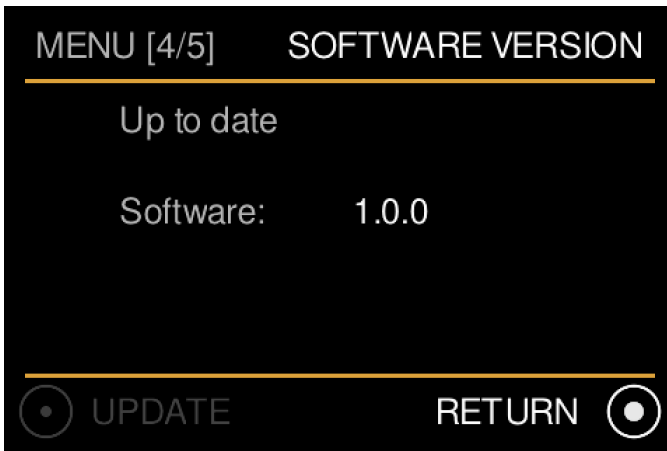 MENU [4/5] SOFTWARE VERSION
Up to date
Software: 1.0.0
UPDATE RETURN